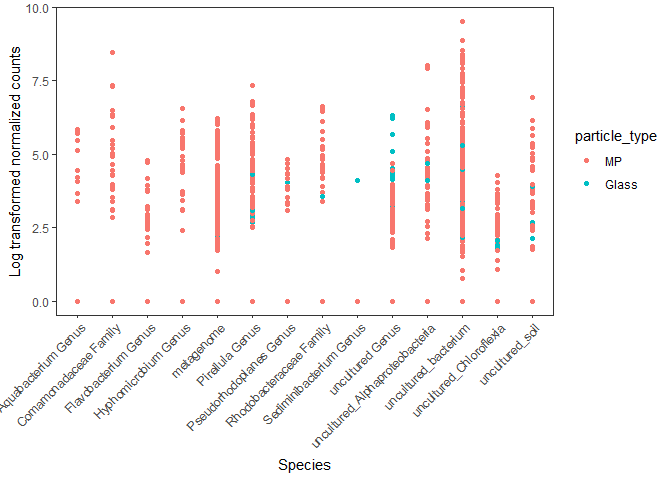 10.0
7.5
5.0
2.5
0.0
Log transformed normalized counts
Aquabacterium Genus
Comamonadaceae Family
Flavobacterium Genus
Hyphomicrobium Genus
metagenome
Pirellula Genus
Pseudorhodoplanes Genus
Rhodobacteraceae Family
Sediminibacterium Genus
uncultured Genus
uncultured_Alphaproteobacteria
uncultured_bacterium
uncultured_Chloroflexia
uncultured_soil
Species
particle_type
MP
Glass